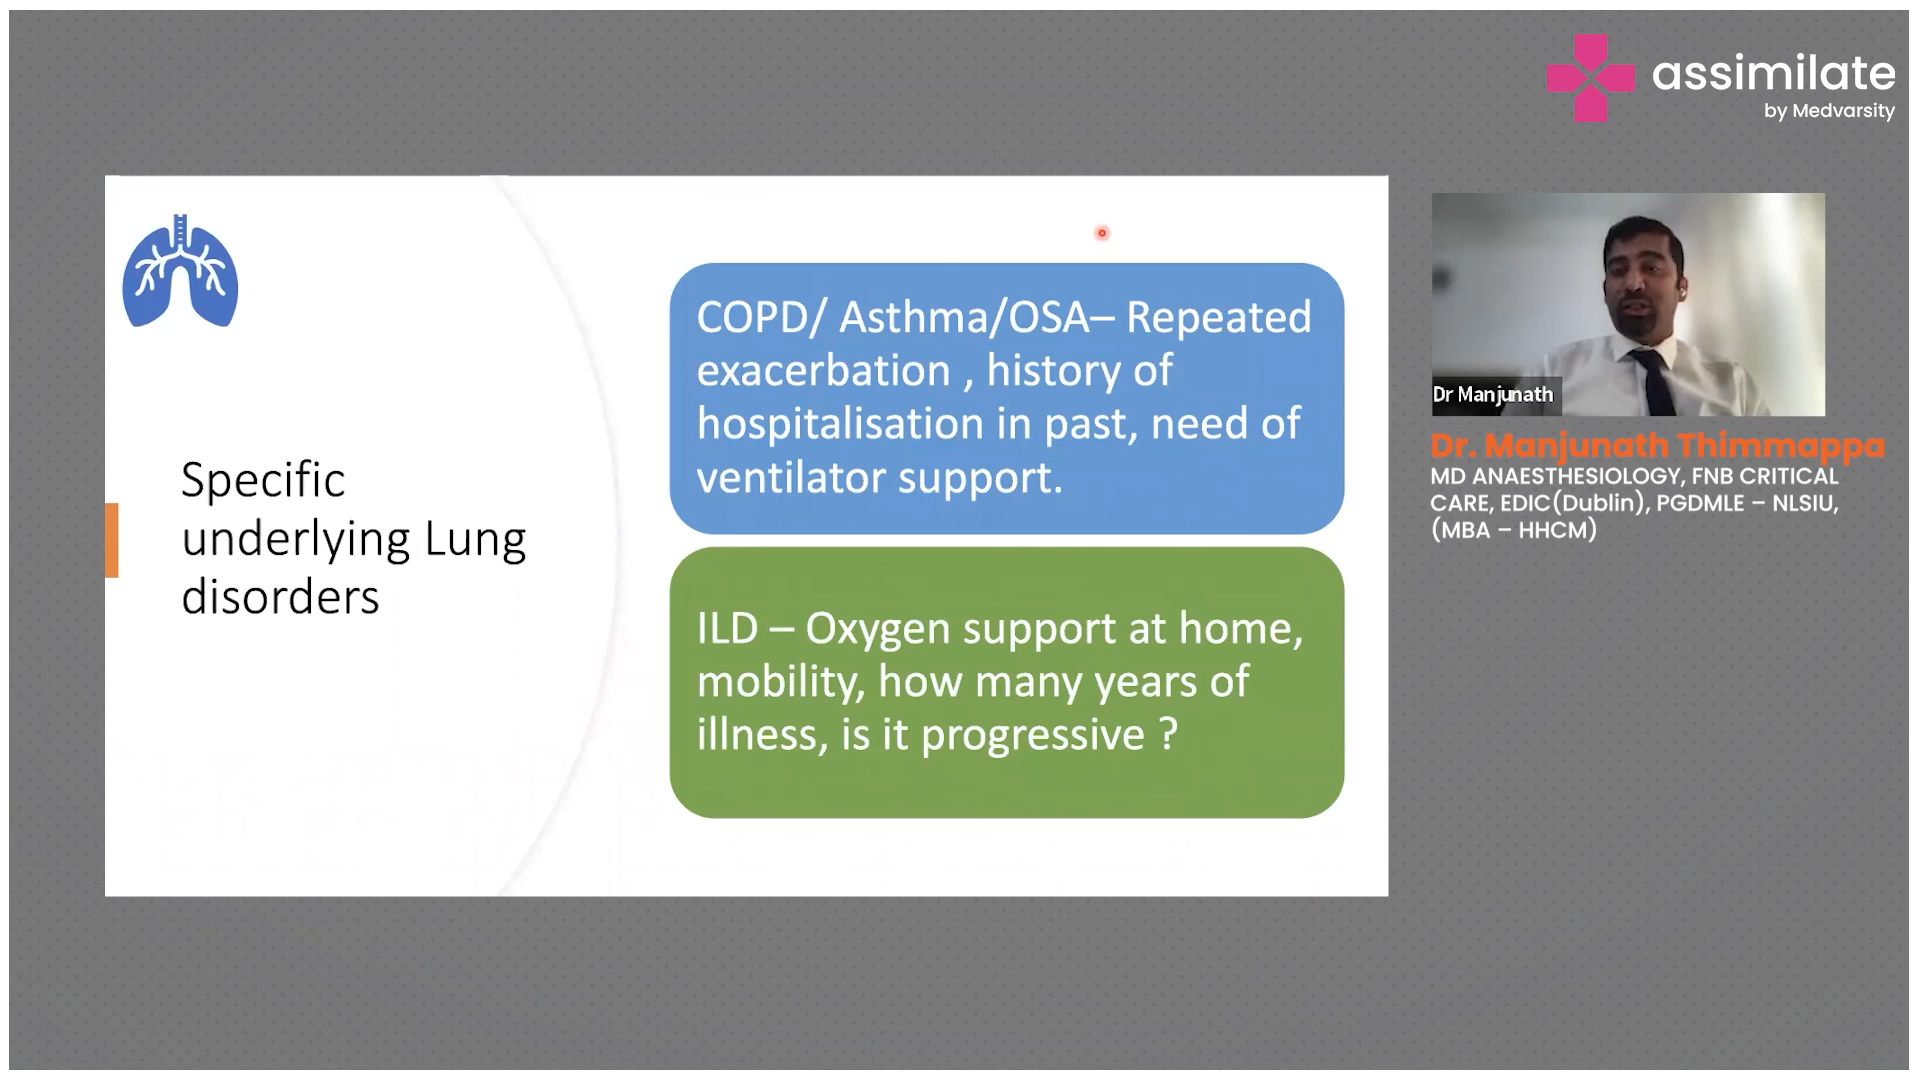 assimilate
by Medvarsity
Specific
underlying Lung
disorders
COPD/ Asthma/OSA– Repeated
exacerbation , history of
hospitalisation in past, need of
ventilator support.
ILD – Oxygen support at home,
mobility, how many years of
illness, is it progressive ?
Dr Manjunath
Dr. Manjunath Thimmappa
MD ANAESTHESIOLOGY, FNB CRITICAL
CARE, EDIC(Dublin), PGDMLE – NLSIU,
(MBA – HHCM)